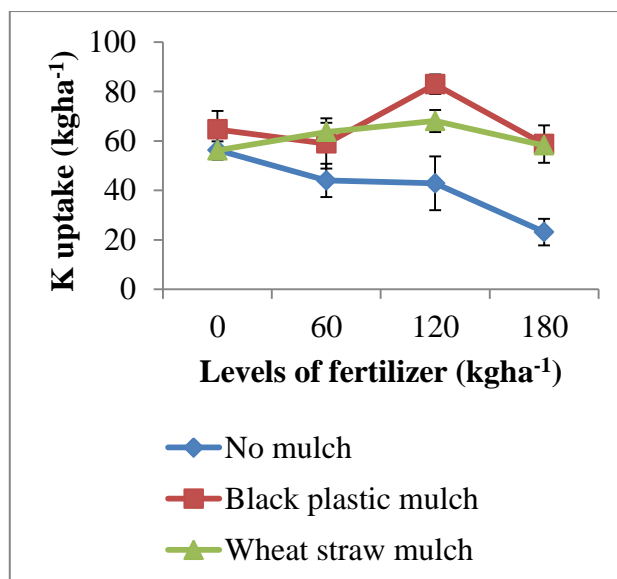 100
80
60
40
20
0
K uptake (kgha-1)
0 60 120 180
Levels of fertilizer (kgha-1)
No mulch
Black plastic mulch
Wheat straw mulch